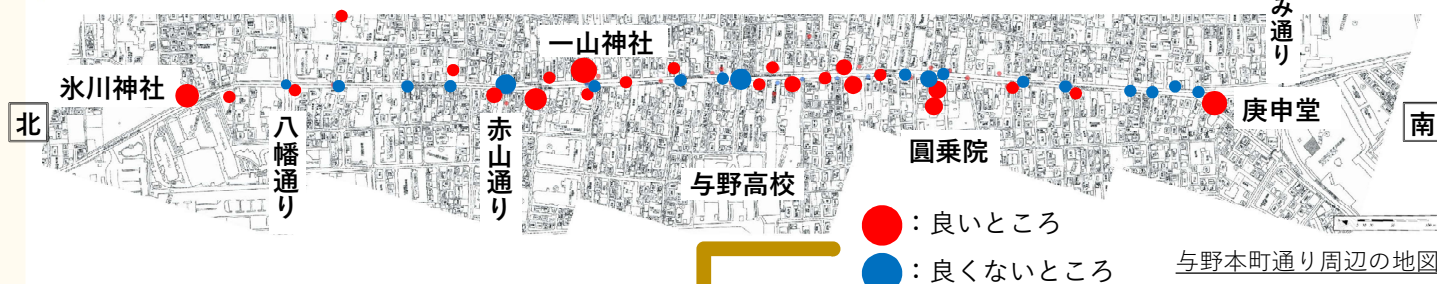 み通り
一山神社
氷川神社
北
八幡通り
赤山通り
庚申堂
南
圓乗院
与野高校
：良いところ
：良くないところ
与野本町通り周辺の地図